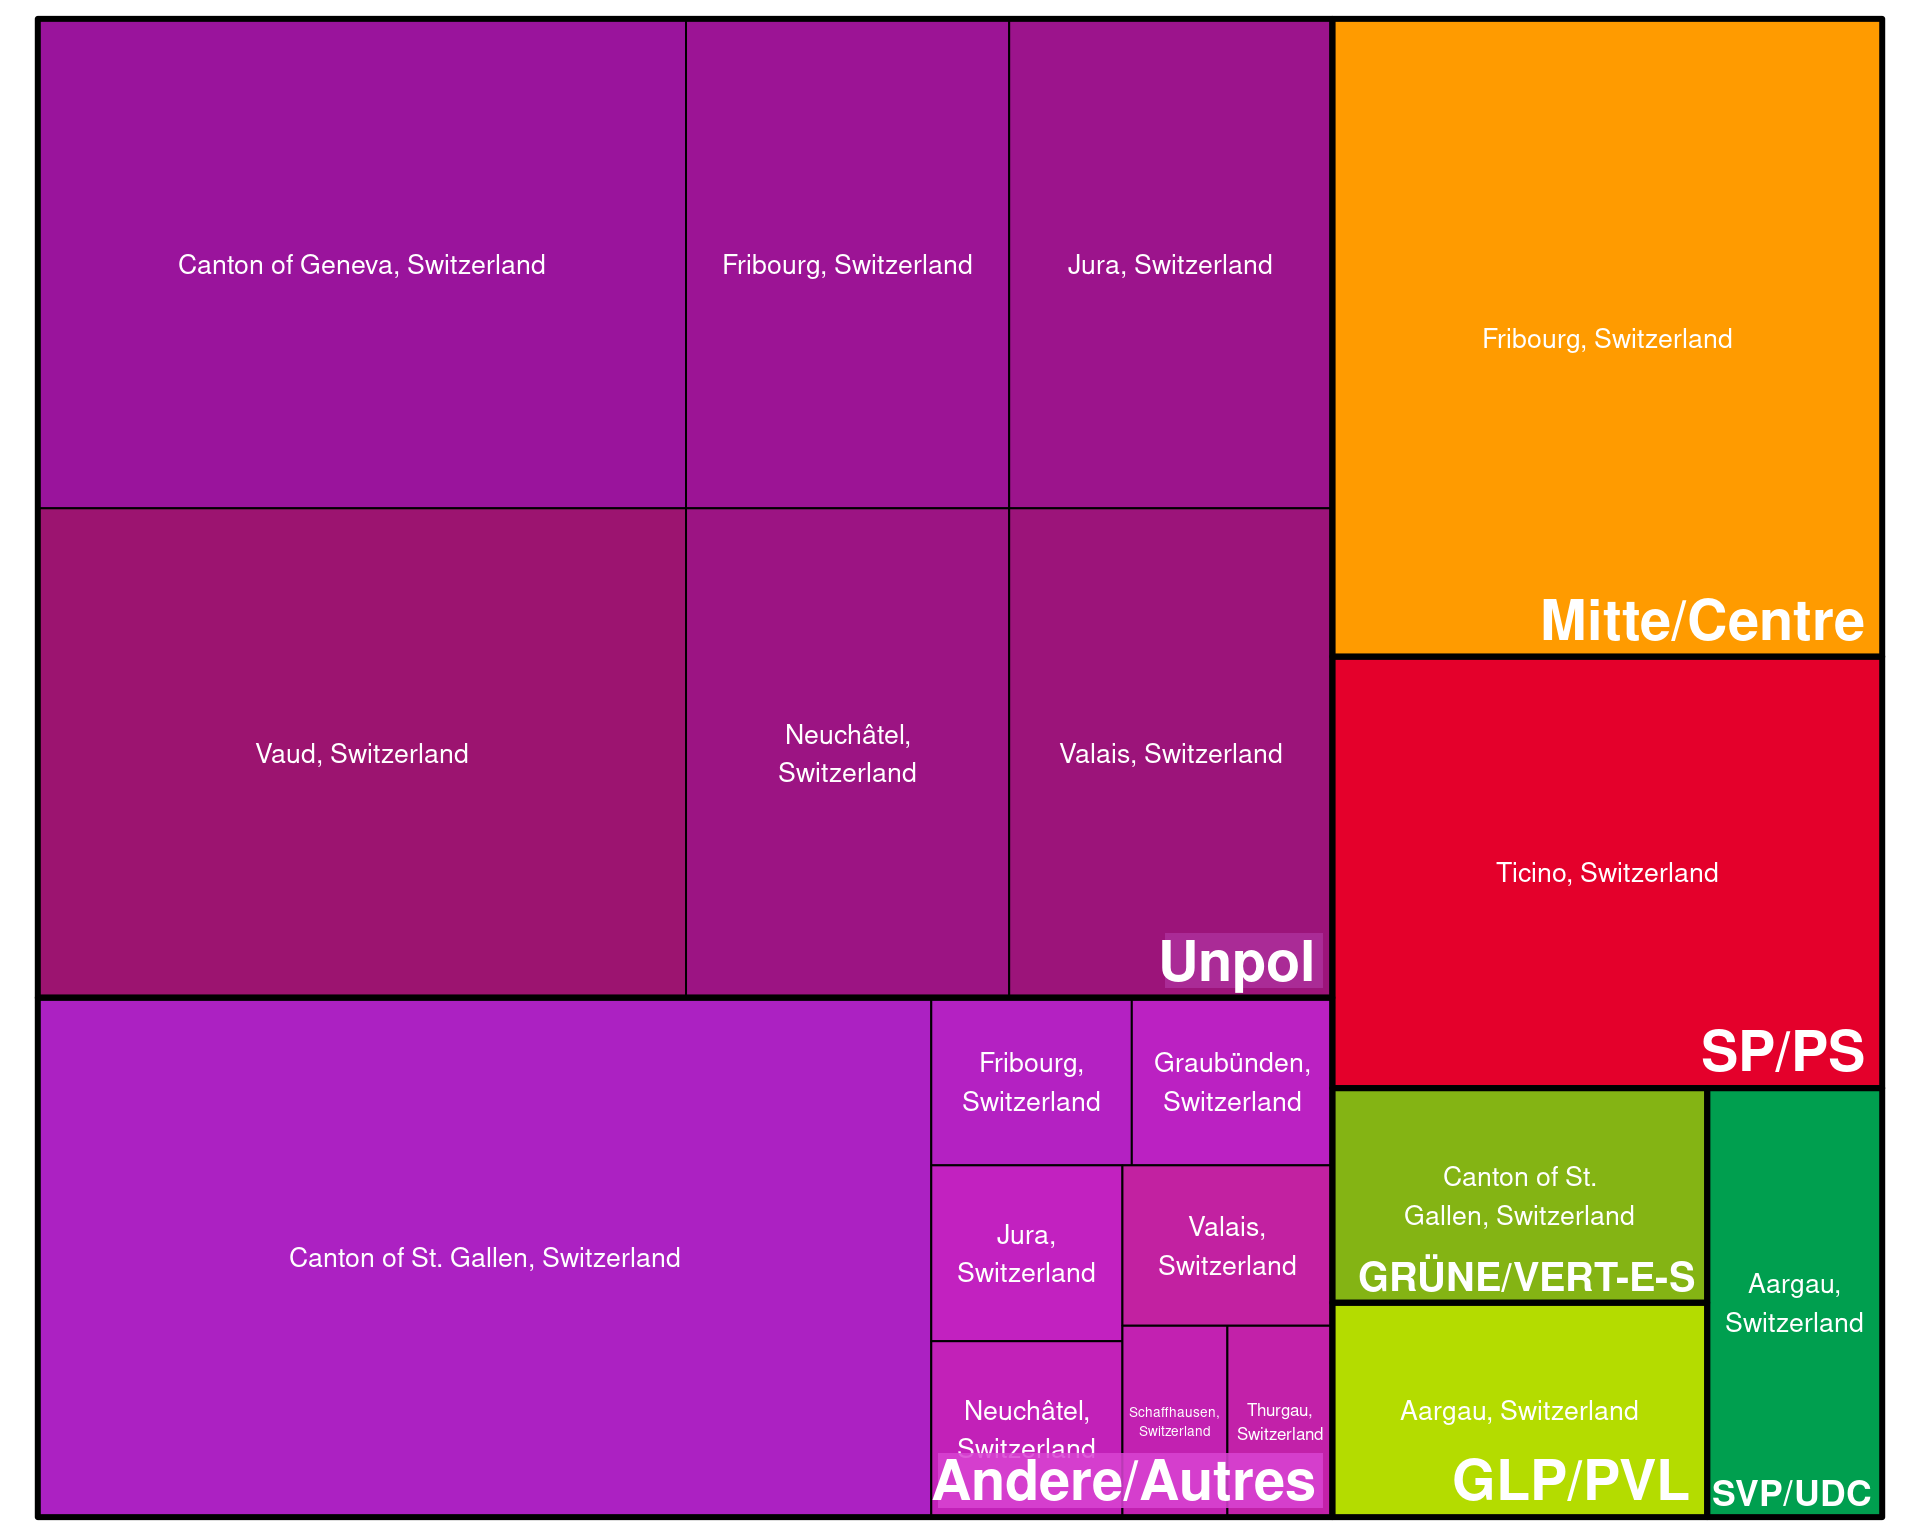 Canton of Geneva, Switzerland
Fribourg, Switzerland
Jura, Switzerland
Vaud, Switzerland
Neuchâtel,
Switzerland
Valais, Switzerland
Unpol
Fribourg, Switzerland
Mitte/Centre
Ticino, Switzerland
SP/PS
Canton of St. Gallen, Switzerland
Fribourg,
Switzerland
Graubünden,
Switzerland
Jura,
Switzerland
Valais,
Switzerland
Neuchâtel,
Switzerland
Schaffhausen,
Switzerland
Thurgau,
Switzerland
Andere/Autres
Canton of St.
Gallen, Switzerland
GRÜNE/VERT-E-S
Aargau, Switzerland
GLP/PVL
Aargau,
Switzerland
SVP/UDC